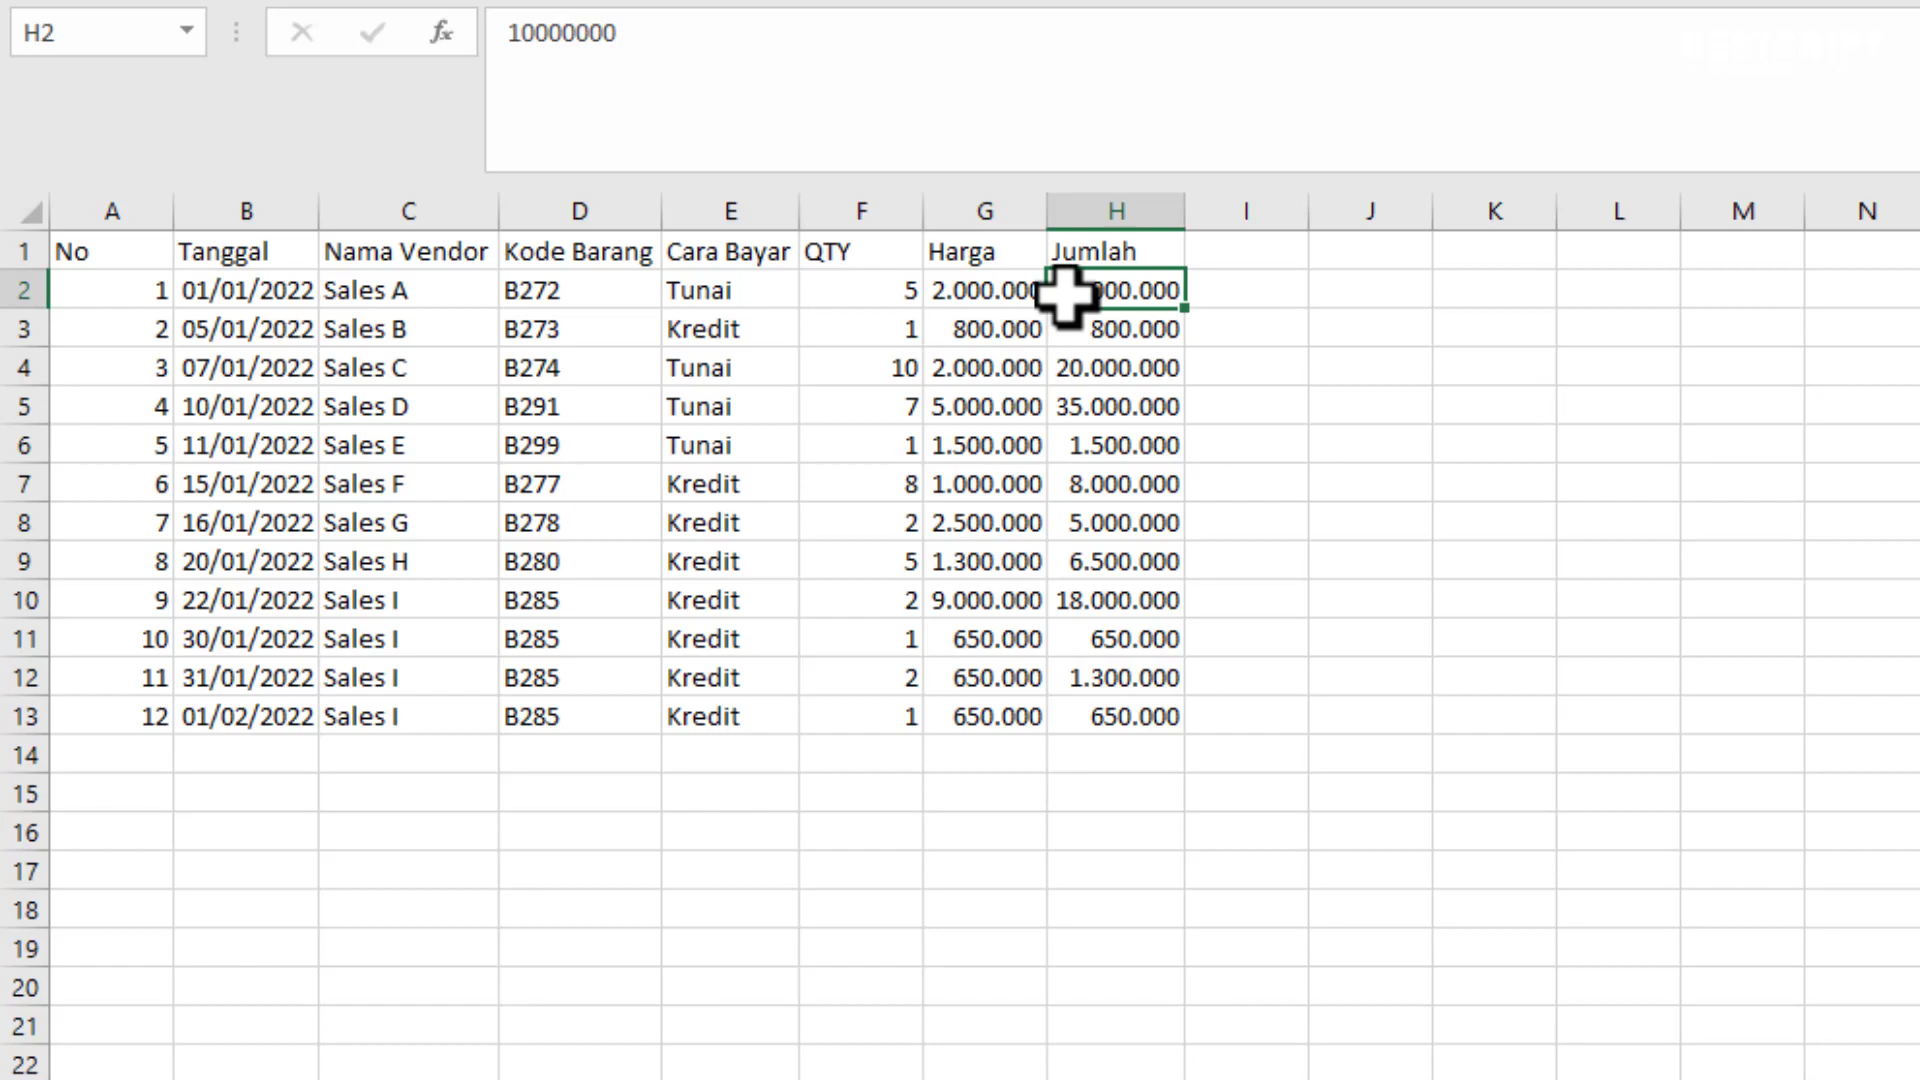 H2 fx 10000000
A B C D E F G H I J K L M N
1 No Tanggal Nama Vendor Kode Barang Cara Bayar QTY Harga Jumlah
2 1 01/01/2022 Sales A B272 Tunai 5 2.000.000 000.000
3 2 05/01/2022 Sales B B273 Kredit 1 800.000 800.000
4 3 07/01/2022 Sales C B274 Tunai 10 2.000.000 20.000.000
5 4 10/01/2022 Sales D B291 Tunai 7 5.000.000 35.000.000
6 5 11/01/2022 Sales E B299 Tunai 1 1.500.000 1.500.000
7 6 15/01/2022 Sales F B277 Kredit 8 1.000.000 8.000.000
8 7 16/01/2022 Sales G B278 Kredit 2 2.500.000 5.000.000
9 8 20/01/2022 Sales H B280 Kredit 5 1.300.000 6.500.000
10 9 22/01/2022 Sales I B285 Kredit 2 9.000.000 18.000.000
11 10 30/01/2022 Sales I B285 Kredit 1 650.000 650.000
12 11 31/01/2022 Sales I B285 Kredit 2 650.000 1.300.000
13 12 01/02/2022 Sales I B285 Kredit 1 650.000 650.000
14
15
16
17
18
19
20
21
22